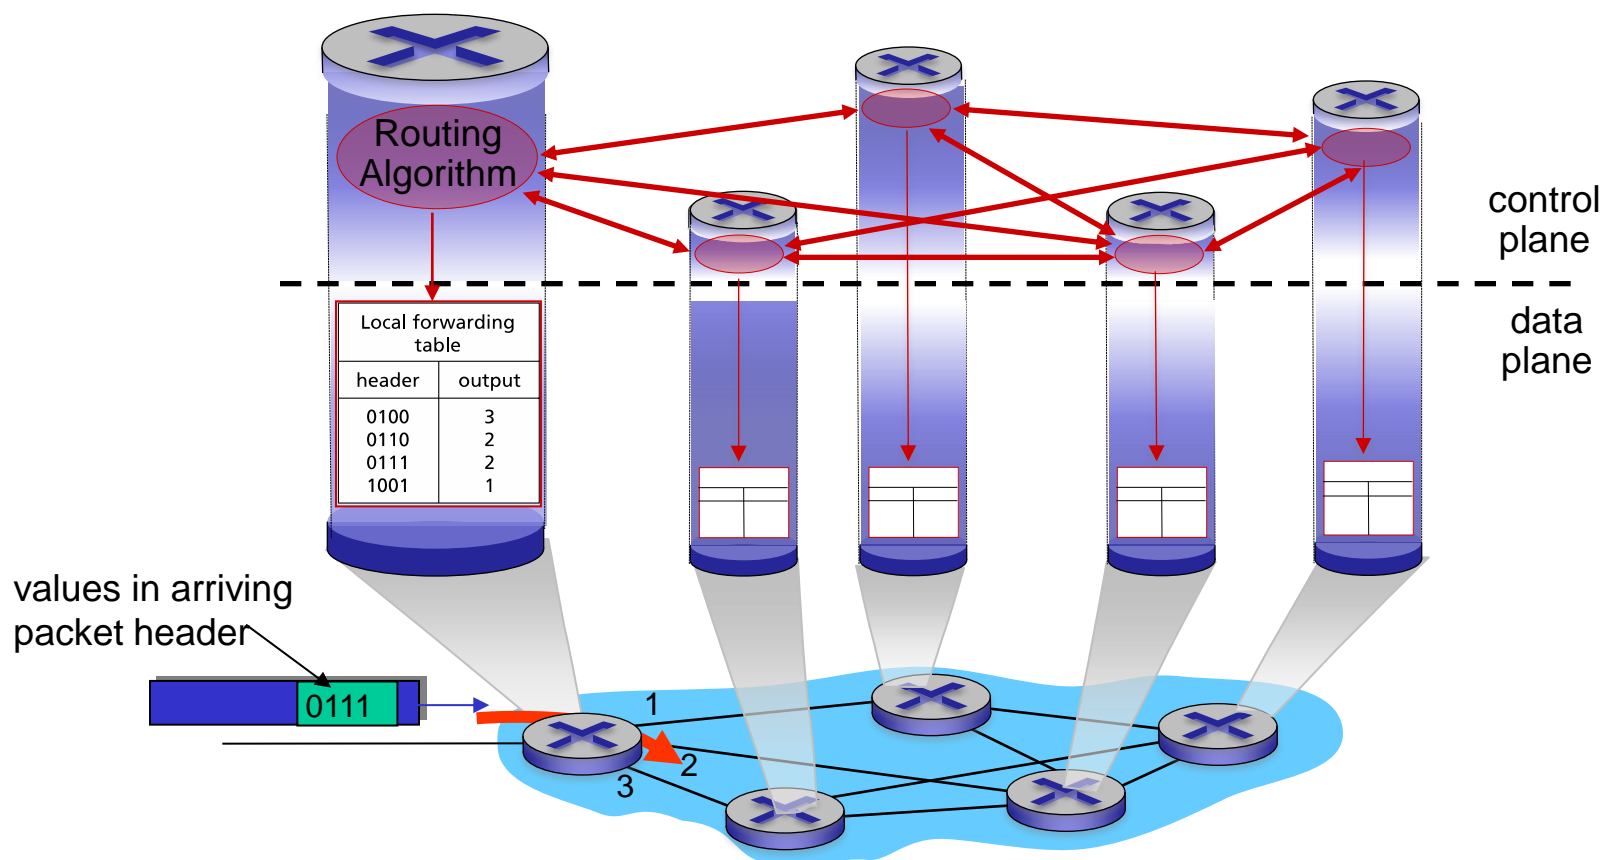 Routing
Algorithm
control
plane
data
plane
Local forwarding
table
header output
0100 3
0110 2
0111 2
1001 1
values in arriving
packet header
0111
1
2
3